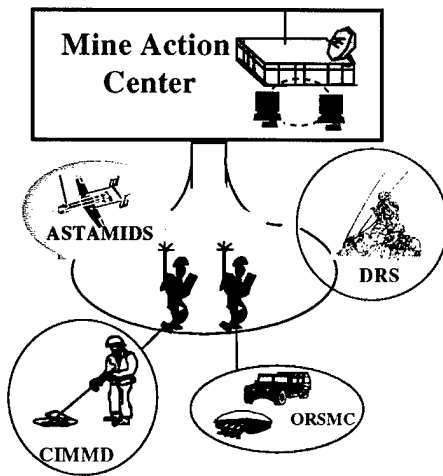 Mine Action
Center
ASTAMIDS
DRS
ORSMC
CIMMD